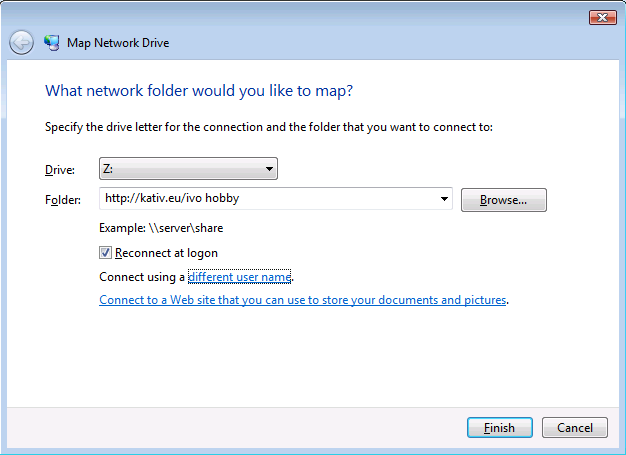 Map Network Drive
What network folder would you like to map?
Specify the drive letter for the connection and the folder that you want to connect to:
Drive: Z:
Folder: http://kativ.eu/ivo hobby Browse...
Example: \\server\share
Reconnect at logon
Connect using a different user name.
Connect to a Web site that you can use to store your documents and pictures.
Finish Cancel